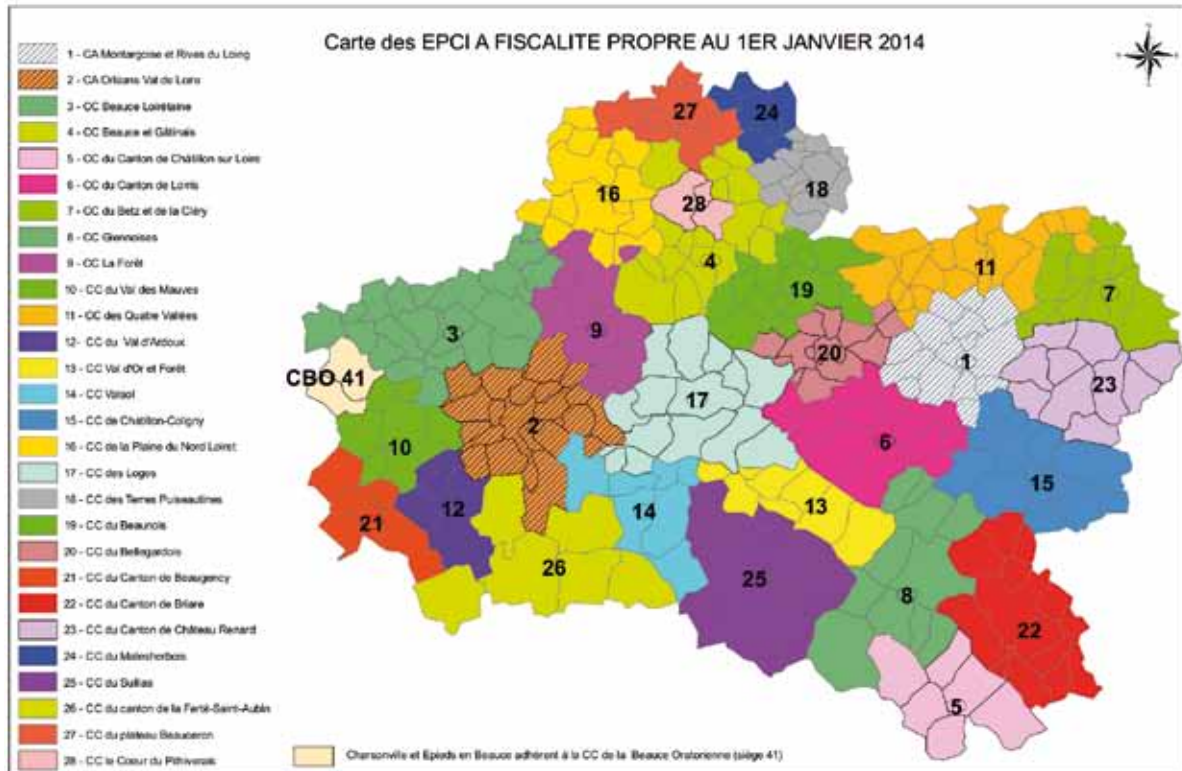 Carte des EPCI A FISCALITE PROPRE AU 1ER JANVIER 2014
1 - CA Montargoise et Rives du Loing
2 - CA Orléans Val de Loire
3 - CC Beauce Loirétaine
4 - CC Beauce et Gâtinais
5 - CC du Canton de Châtillon sur Loire
6 - CC du Canton de Lorris
7 - CC du Betz et de la Cléry
8 - CC Giennoises
9 - CC La Forêt
10 - CC du Val des Mauves
11 - CC des Quatre Vallées
12- CC du Val d'Ardoux
13 - CC Val d'Or et Forêt
14 - CC Valsol
15 - CC de Châtillon-Coligny
16 - CC de la Plaine du Nord Loiret
17 - CC des Loges
18 - CC des Terres Puiseautines
19 - CC du Beaunois
20 - CC du Bellegardois
21 - CC du Canton de Beaugency
22 - CC du Canton de Briare
23 - CC du Canton de Château Renard
24 - CC du Malesherbois
25 - CC du Sullias
26 - CC du canton de la Ferté-Saint-Aubin
27 - CC du plateau Beauceron
28 - CC le Cœur du Pithiverais
27
24
16
28
18
4
11
19
7
9
3
20
1
CBO 41
23
17
2
10
6
15
12
13
14
21
26
25
8
22
5
Charsonville et Epieds en Beauce adhérent à la CC de la Beauce Oratorienne (siège 41)